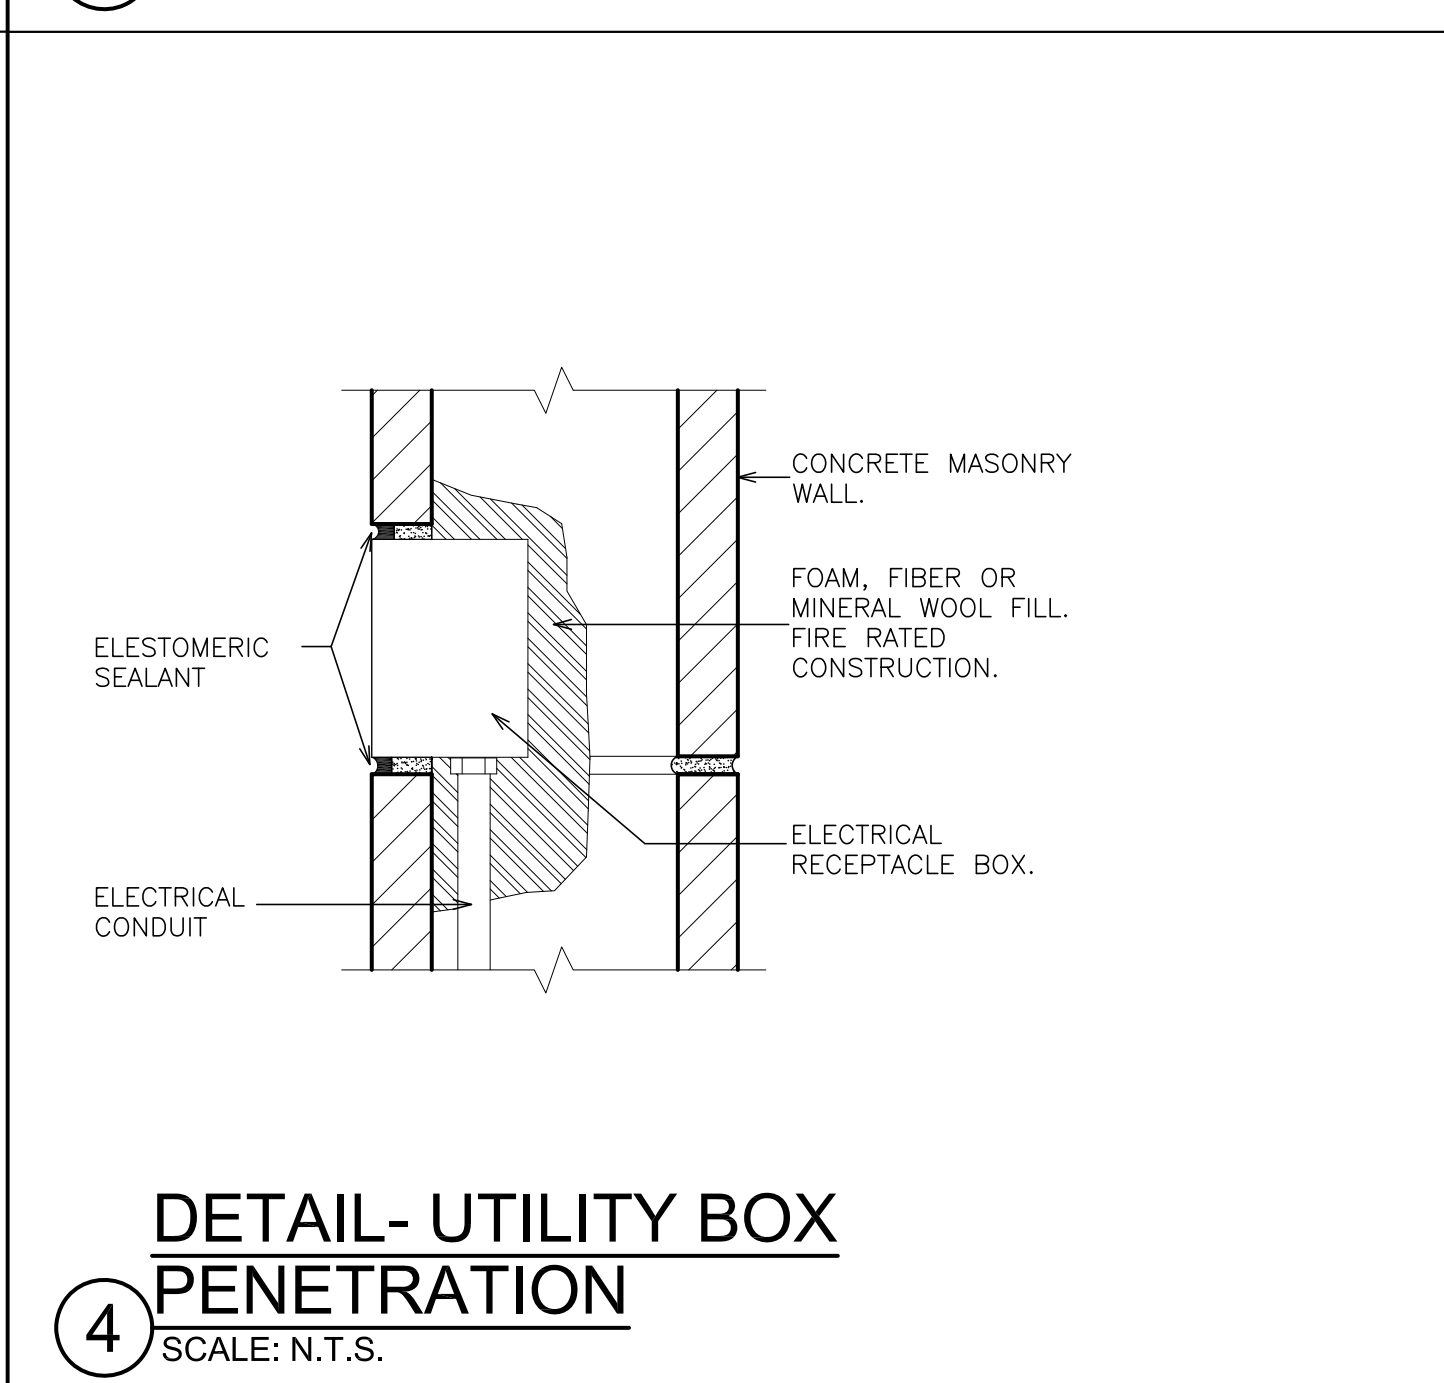 CONCRETE MASONRY
WALL.
FOAM, FIBER OR
MINERAL WOOL FILL.
FIRE RATED
CONSTRUCTION.
ELESTOMERIC
SEALANT
ELECTRICAL
RECEPTACLE BOX.
ELECTRICAL
CONDUIT
DETAIL- UTILITY BOX
PENETRATION
4
SCALE: N.T.S.